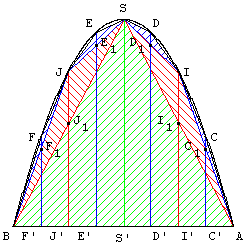 S
E D
E1 D1
J I
J1 I1
F C
F1 C1
B F' J' E' S' D' I' C' A